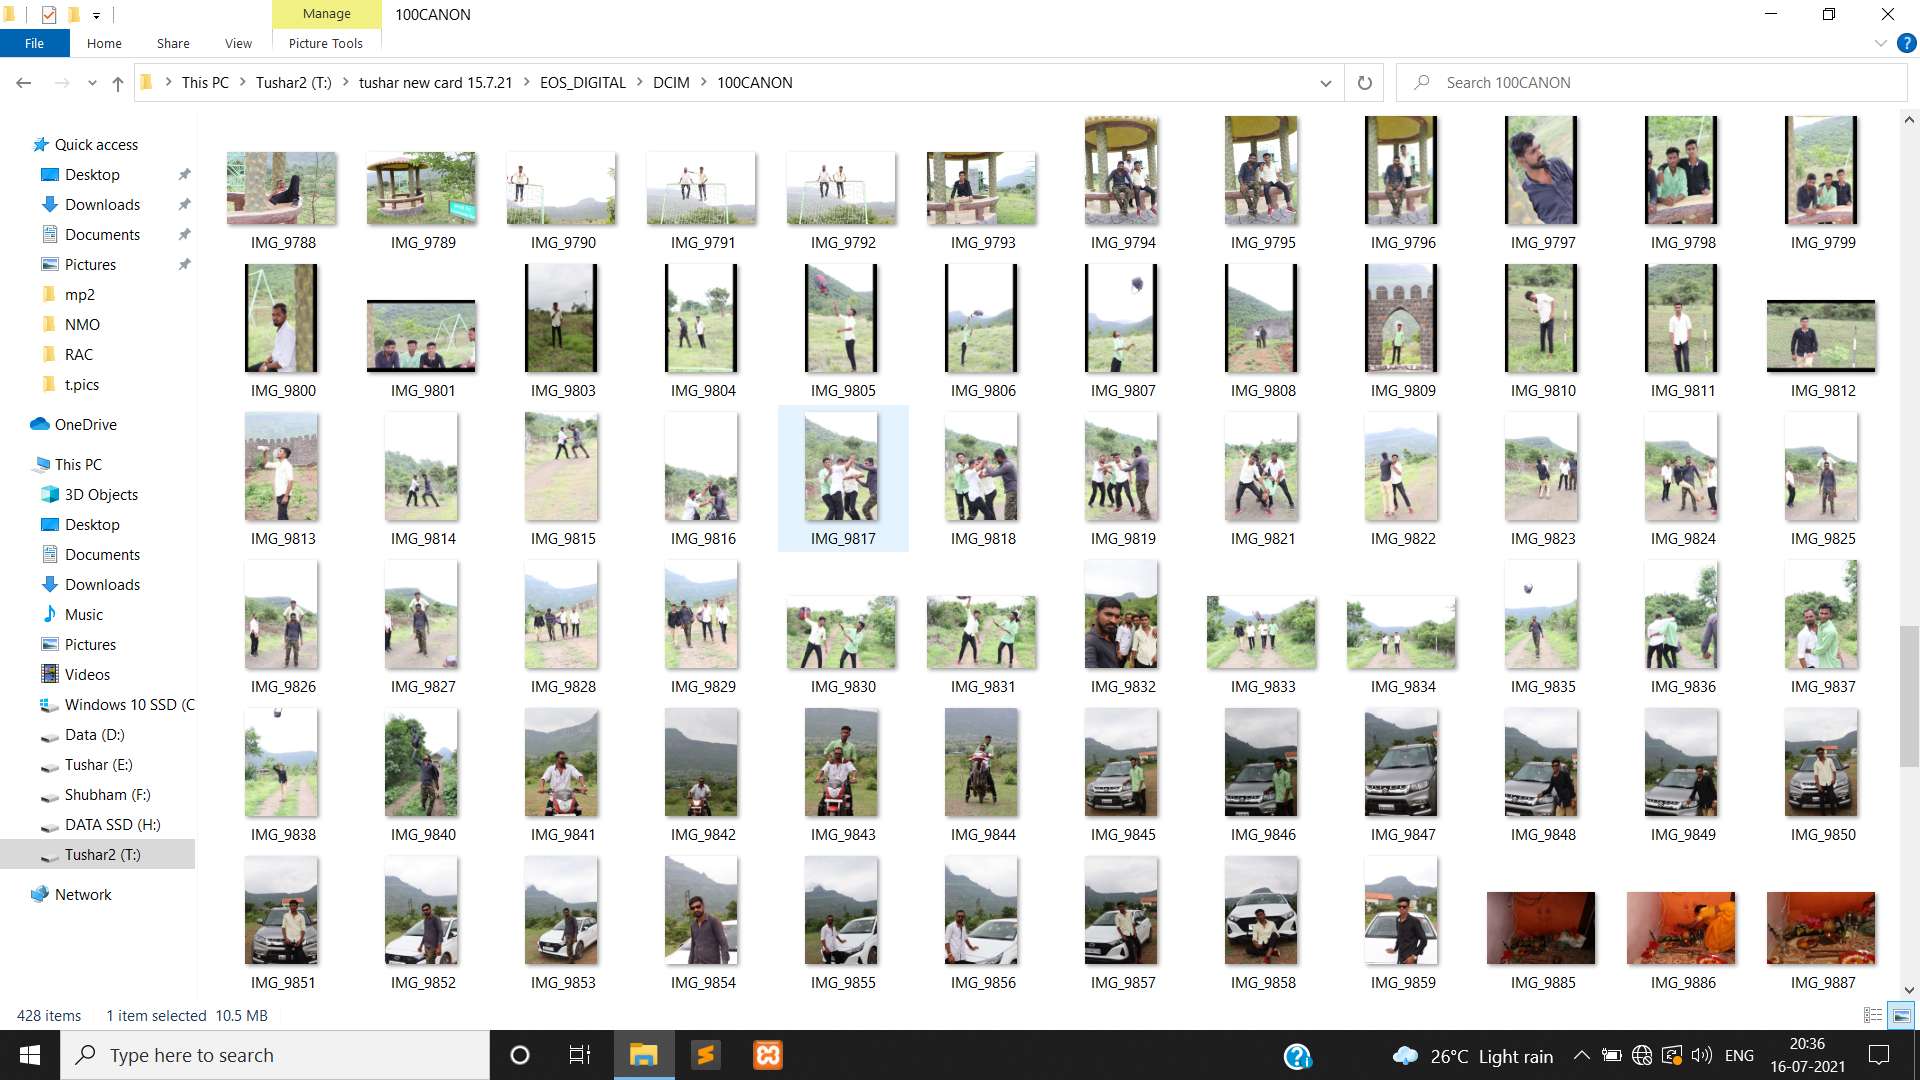 Manage
100CANON
File
Home
Share
View
Picture Tools
This PC
Tushar2 (T:)
tushar new card 15.7.21
EOS_DIGITAL
DCIM
100CANON
Search 100CANON
Quick access
Desktop
Downloads
Documents
Pictures
mp2
NMO
RAC
t.pics
OneDrive
This PC
3D Objects
Desktop
Documents
Downloads
Music
Pictures
Videos
Windows 10 SSD (C
Data (D:)
Tushar (E:)
Shubham (F:)
DATA SSD (H:)
Tushar2 (T:)
Network
IMG_9788 IMG_9789 IMG_9790 IMG_9791 IMG_9792 IMG_9793 IMG_9794 IMG_9795 IMG_9796 IMG_9797 IMG_9798 IMG_9799
IMG_9800 IMG_9801 IMG_9803 IMG_9804 IMG_9805 IMG_9806 IMG_9807 IMG_9808 IMG_9809 IMG_9810 IMG_9811 IMG_9812
IMG_9813 IMG_9814 IMG_9815 IMG_9816 IMG_9817 IMG_9818 IMG_9819 IMG_9821 IMG_9822 IMG_9823 IMG_9824 IMG_9825
IMG_9826 IMG_9827 IMG_9828 IMG_9829 IMG_9830 IMG_9831 IMG_9832 IMG_9833 IMG_9834 IMG_9835 IMG_9836 IMG_9837
IMG_9838 IMG_9840 IMG_9841 IMG_9842 IMG_9843 IMG_9844 IMG_9845 IMG_9846 IMG_9847 IMG_9848 IMG_9849 IMG_9850
IMG_9851 IMG_9852 IMG_9853 IMG_9854 IMG_9855 IMG_9856 IMG_9857 IMG_9858 IMG_9859 IMG_9885 IMG_9886 IMG_9887
428 items 1 item selected 10.5 MB
Type here to search
26°C Light rain
ENG
20:36
16-07-2021